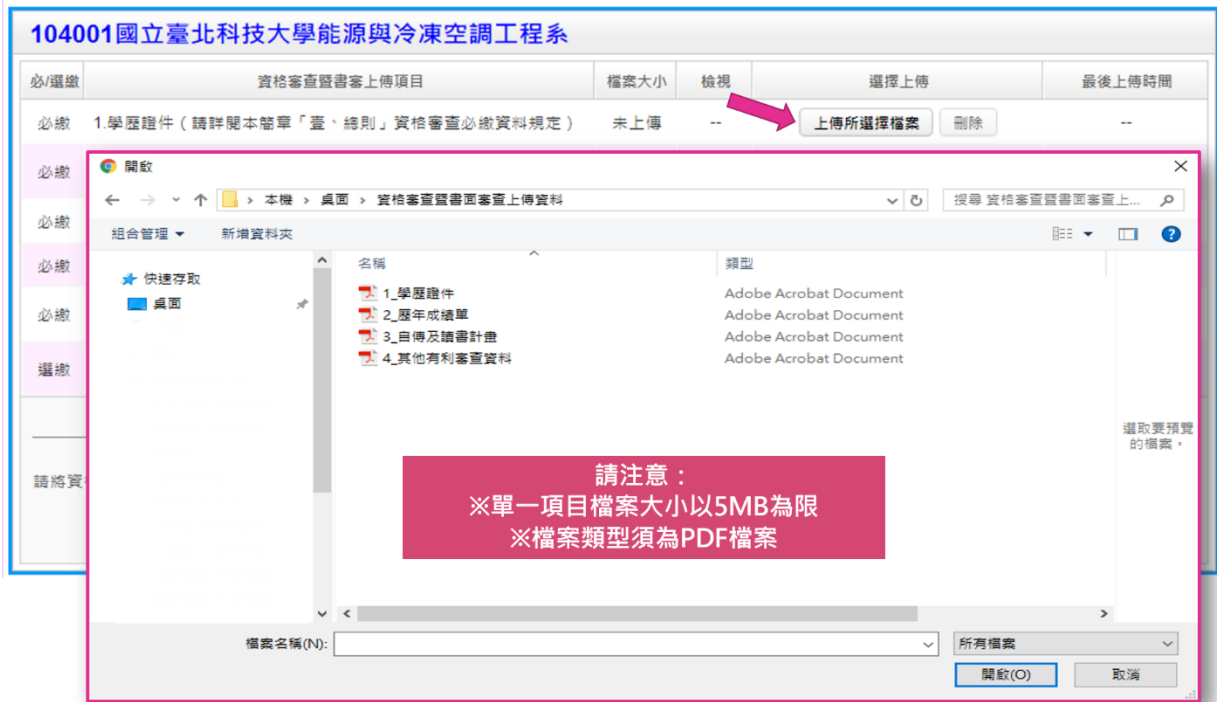 104001國立臺北科技大學能源與冷凍空調工程系
必/選繳 資格審查暨書審上傳項目 檔案大小 檢視 選擇上傳 最後上傳時間
必繳 1.學歷證件(請詳閱本簡章「壹、總則」資格審查必繳資料規定) 未上傳 -- 上傳所選擇檔案 刪除 --
必繳
必繳
必繳
必繳
選繳
請將資
開啟
本機 › 桌面 › 資格審查暨書面審查上傳資料
搜尋 資格審查暨書面審查上...
組合管理 新增資料夾
快速存取
桌面
名稱 類型
1_學歷證件 Adobe Acrobat Document
2_歷年成績單 Adobe Acrobat Document
3_自傳及讀書計畫 Adobe Acrobat Document
4_其他有利審查資料 Adobe Acrobat Document
選取要預覽
的檔案。
請注意:
※單一項目檔案大小以5MB為限
※檔案類型須為PDF檔案
檔案名稱(N): 所有檔案
開啟(O) 取消